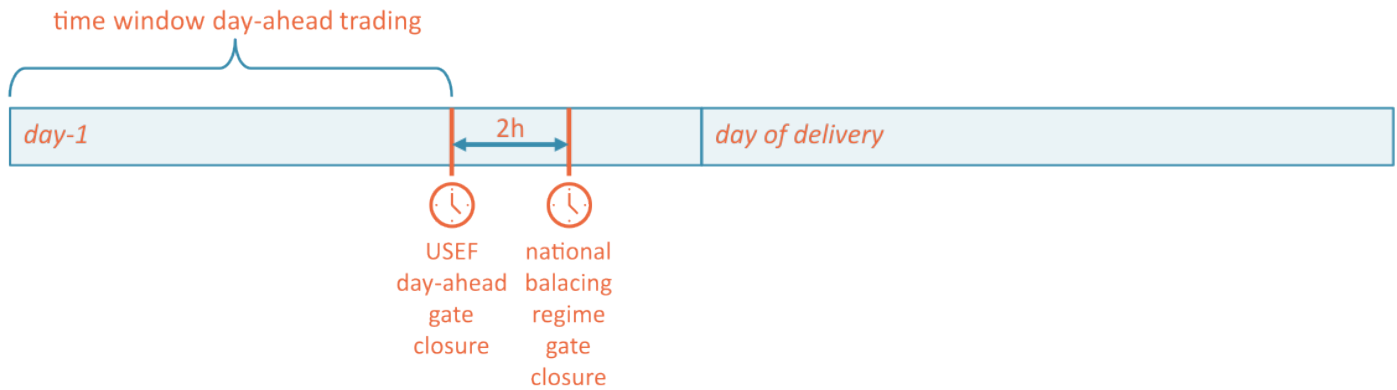 time window day-ahead trading
day-1
2h
day of delivery
USEF
day-ahead
gate
closure
national
balacing
regime
gate
closure